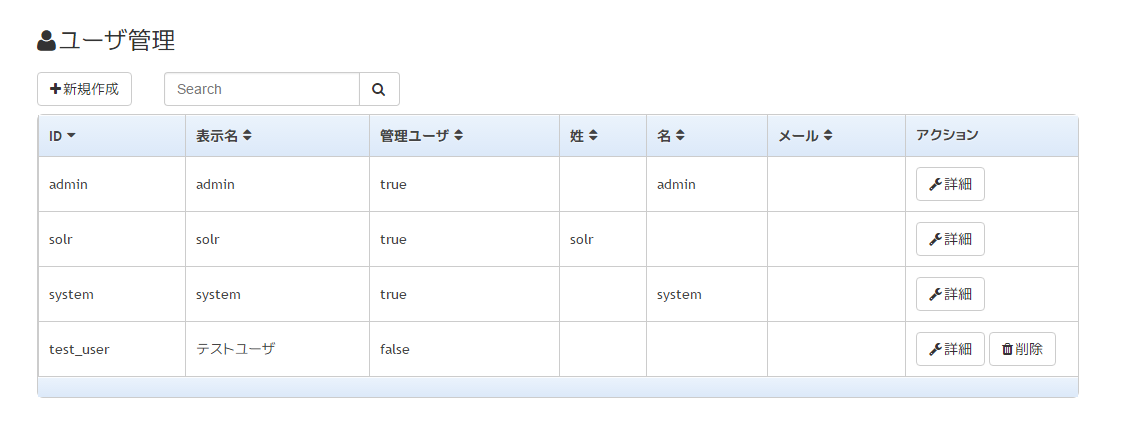 ユーザ管理
新規作成 Search
ID 表示名 管理ユーザ 姓 名 メール アクション
admin admin true admin 詳細
solr solr true solr 詳細
system system true system 詳細
test_user テストユーザ false 詳細 削除